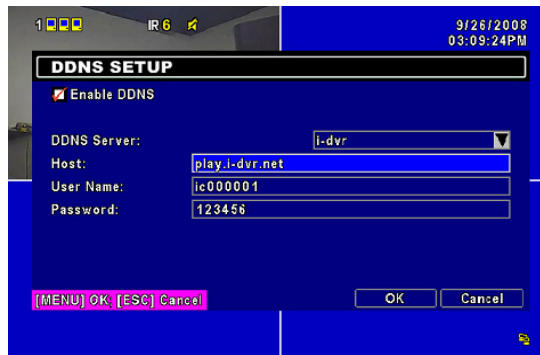 1 IR 6 9/26/2008
03:09:24PM
DDNS SETUP
Enable DDNS
DDNS Server: i-dvr
Host: play.i-dvr.net
User Name: ic000001
Password: 123456
[MENU] OK, [ESC] Cancel OK Cancel